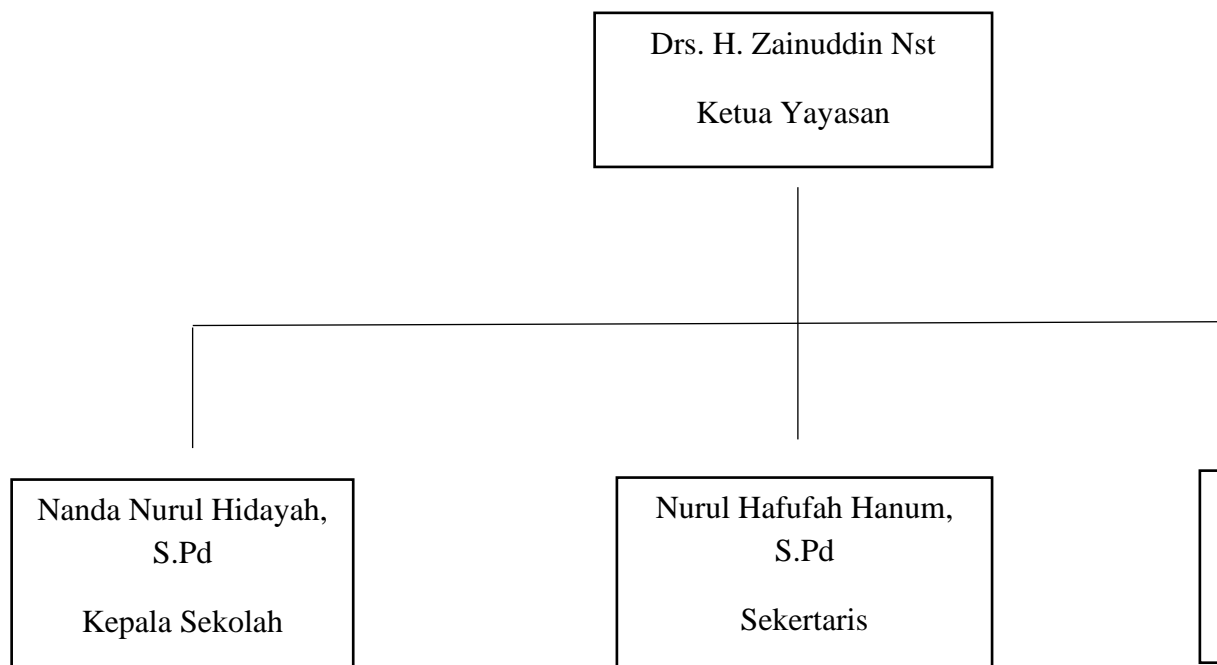 Drs. H. Zainuddin Nst
Ketua Yayasan
Nanda Nurul Hidayah,
S.Pd
Kepala Sekolah
Nurul Hafufah Hanum,
S.Pd
Sekertaris